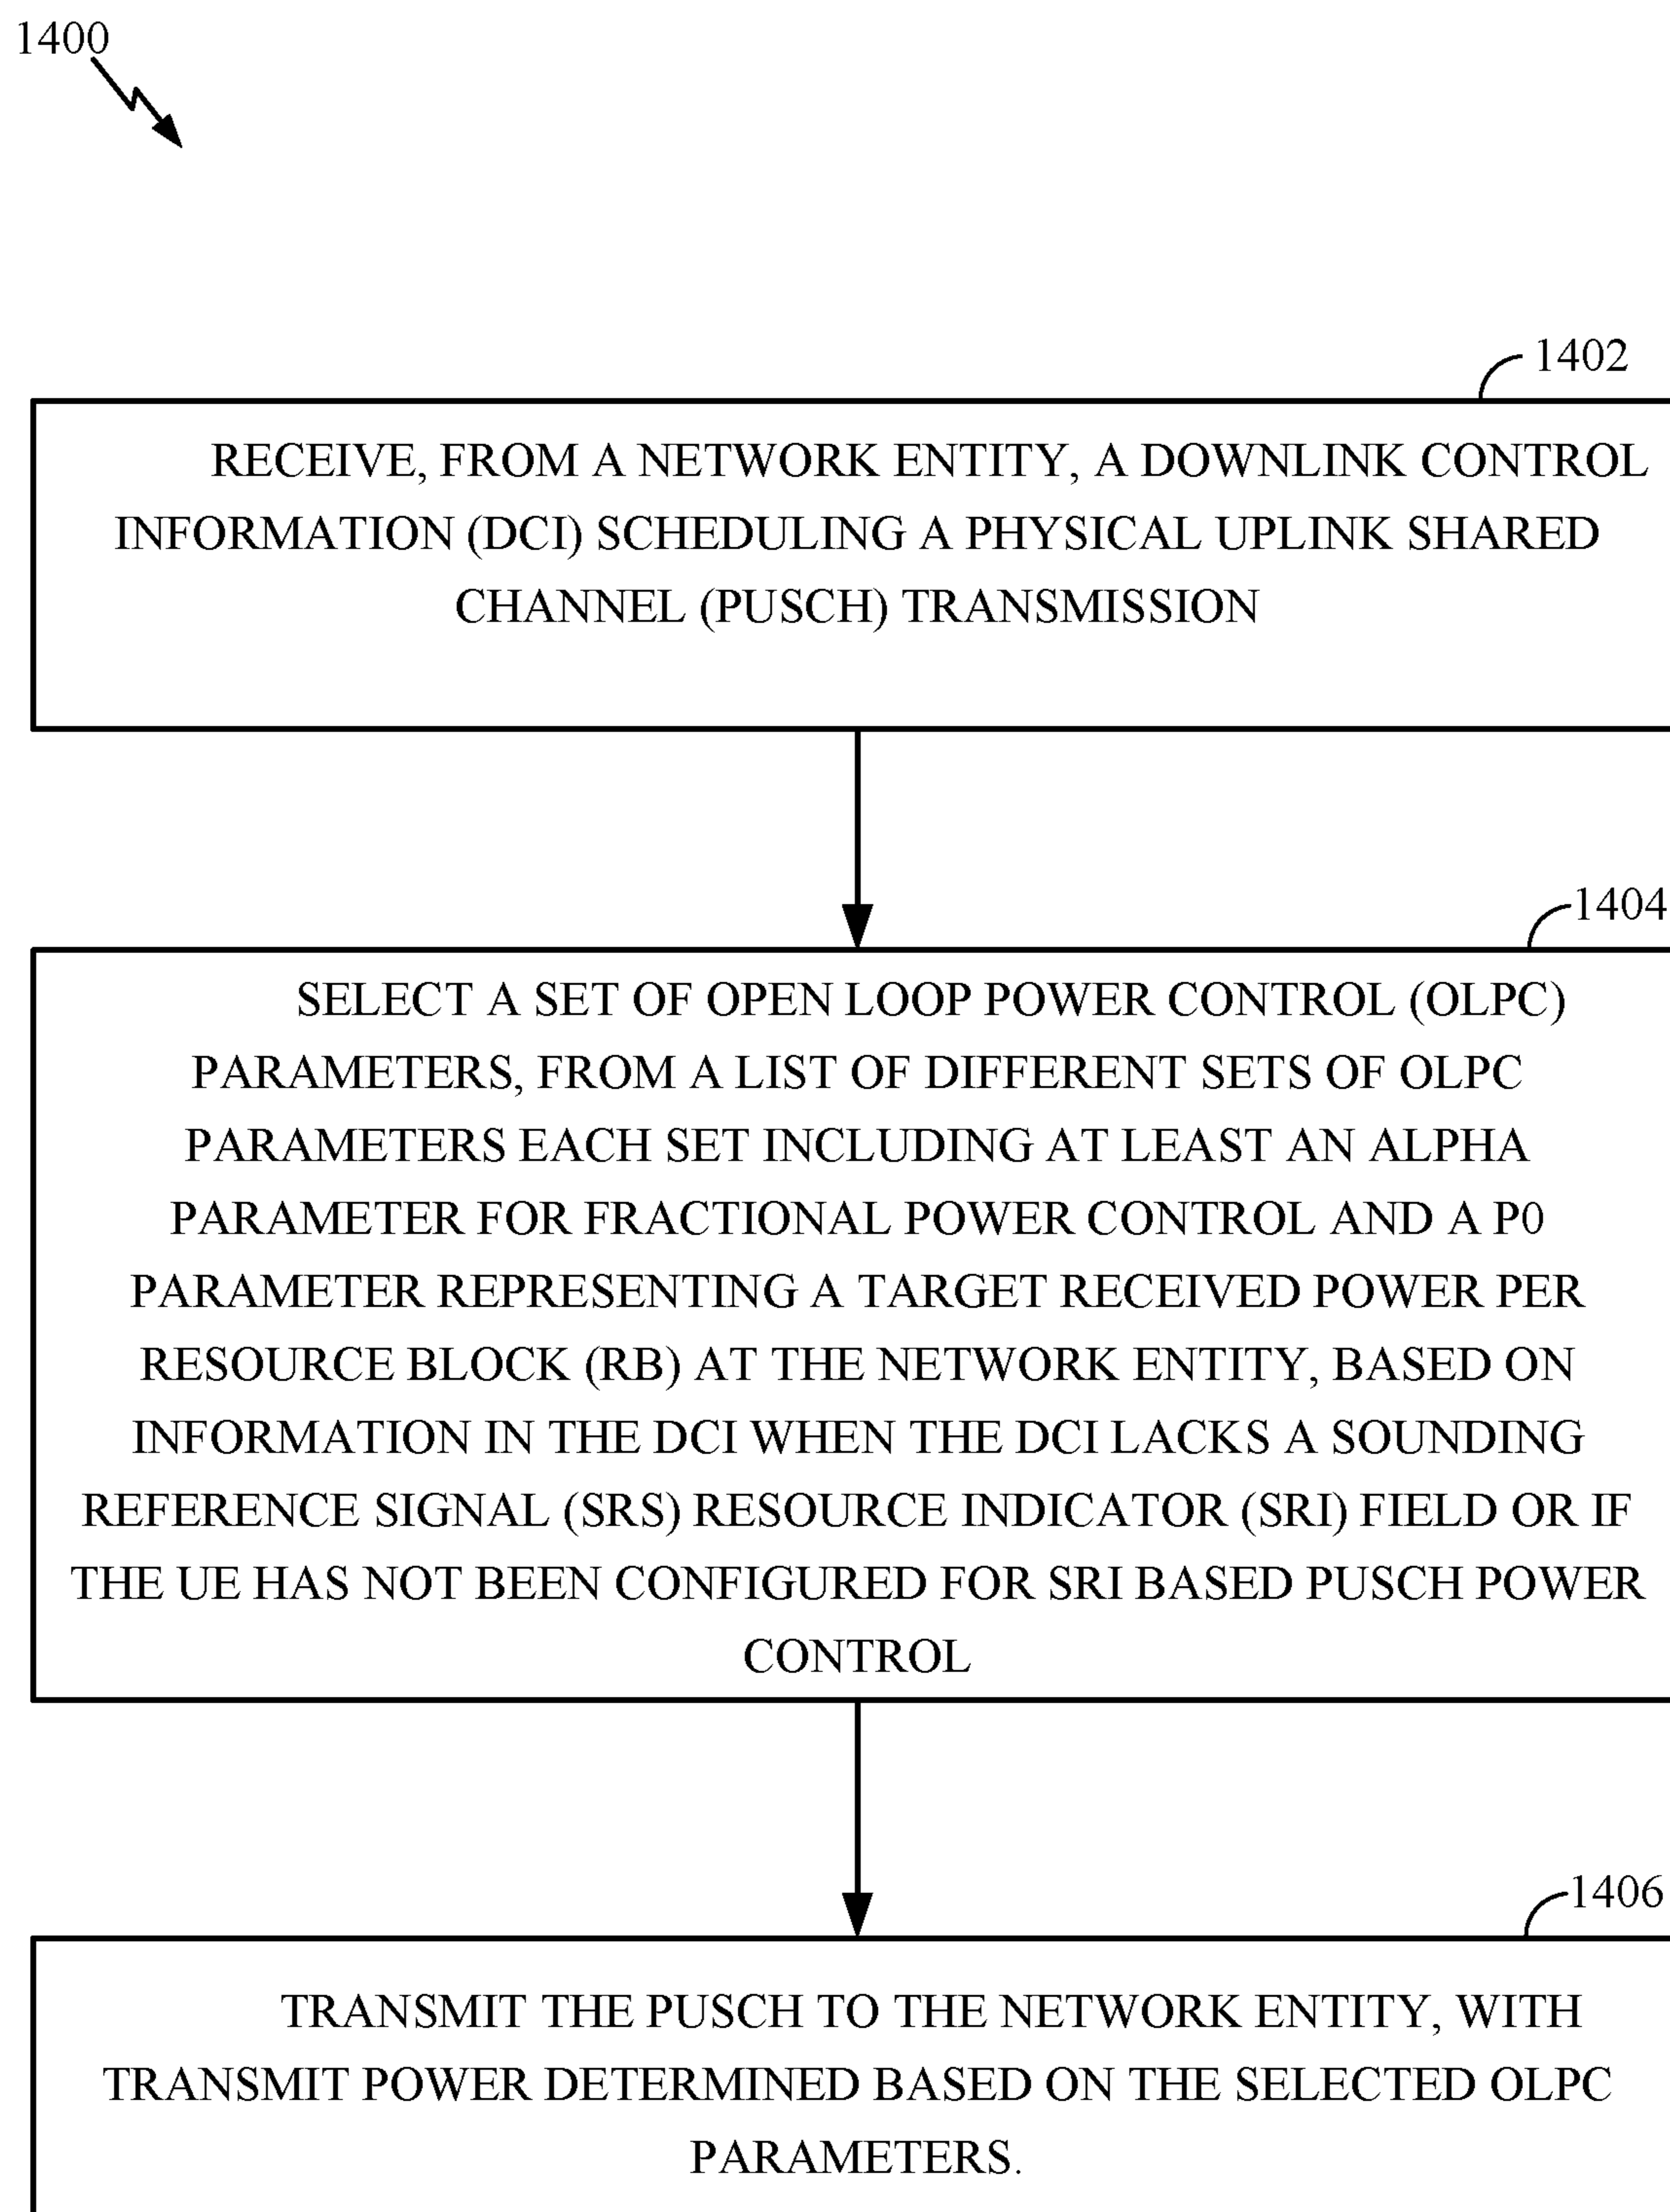 1400
1402
RECEIVE, FROM A NETWORK ENTITY, A DOWNLINK CONTROL
INFORMATION (DCI) SCHEDULING A PHYSICAL UPLINK SHARED
CHANNEL (PUSCH) TRANSMISSION
1404
SELECT A SET OF OPEN LOOP POWER CONTROL (OLPC)
PARAMETERS, FROM A LIST OF DIFFERENT SETS OF OLPC
PARAMETERS EACH SET INCLUDING AT LEAST AN ALPHA
PARAMETER FOR FRACTIONAL POWER CONTROL AND A P0
PARAMETER REPRESENTING A TARGET RECEIVED POWER PER
RESOURCE BLOCK (RB) AT THE NETWORK ENTITY, BASED ON
INFORMATION IN THE DCI WHEN THE DCI LACKS A SOUNDING
REFERENCE SIGNAL (SRS) RESOURCE INDICATOR (SRI) FIELD OR IF
THE UE HAS NOT BEEN CONFIGURED FOR SRI BASED PUSCH POWER
CONTROL
1406
TRANSMIT THE PUSCH TO THE NETWORK ENTITY, WITH
TRANSMIT POWER DETERMINED BASED ON THE SELECTED OLPC
PARAMETERS.